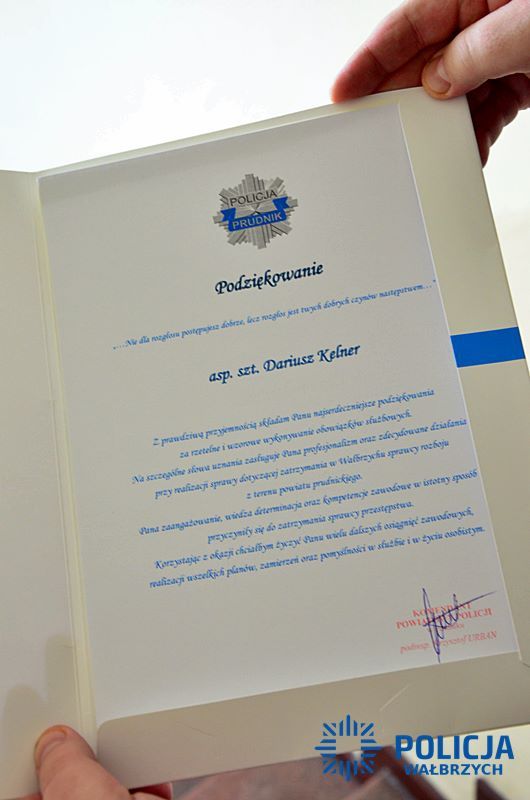 POLICJA
PRUDNIK
Podziękowanie
„…Nie dla rozgłosu postępujesz dobrze, lecz rozgłos jest twych dobrych czynów następstwem…”
asp. szt. Dariusz Kelner
Z prawdziwą przyjemnością składam Panu najserdeczniejsze podziękowania
za rzetelne i wzorowe wykonywanie obowiązków służbowych.
Na szczególne słowa uznania zasługuje Pana profesjonalizm oraz zdecydowane działania
przy realizacji sprawy dotyczącej zatrzymania w Wałbrzychu sprawcy rozboju
z terenu powiatu prudnickiego.
Pana zaangażowanie, wiedza determinacja oraz kompetencje zawodowe w istotny sposób
przyczyniły się do zatrzymania sprawcy przestępstwa.
Korzystając z okazji chciałbym życzyć Panu wielu dalszych osiągnięć zawodowych,
realizacji wszelkich planów, zamierzeń oraz pomyślności w służbie i w życiu osobistym.
KOMENDANT
POLICJI
URBAN
POLICJA
WAŁBRZYCH